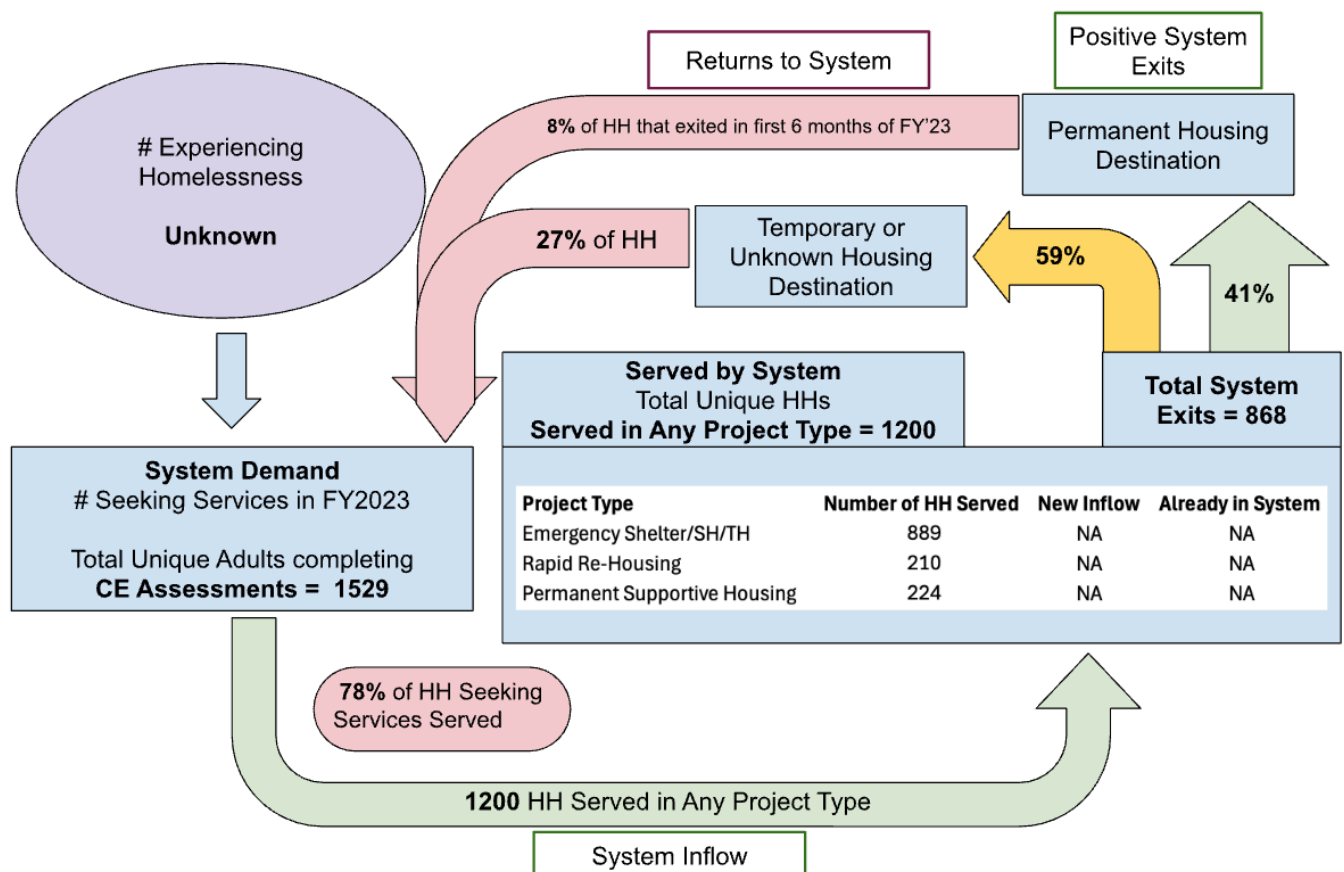 Returns to System
Positive System
Exits
# Experiencing
Homelessness
Unknown
8% of HH that exited in first 6 months of FY'23
Permanent Housing
Destination
27% of HH
Temporary or
Unknown Housing
Destination
59%
41%
Served by System
Total Unique HHs
Served in Any Project Type = 1200
Total System
Exits = 868
System Demand
# Seeking Services in FY2023
Total Unique Adults completing
CE Assessments = 1529
Project Type Number of HH Served New Inflow Already in System
Emergency Shelter/SH/TH 889 NA NA
Rapid Re-Housing 210 NA NA
Permanent Supportive Housing 224 NA NA
78% of HH Seeking
Services Served
1200 HH Served in Any Project Type
System Inflow